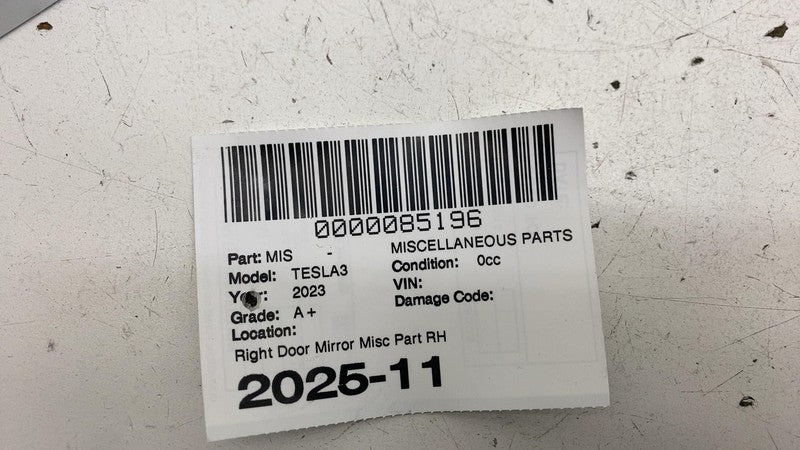 0000085196
Part: MIS - MISCELLANEOUS PARTS
Model: TESLA3 Condition: 0cc
Year: 2023 VIN:
Grade: A + Damage Code:
Location:
Right Door Mirror Misc Part RH
2025-11